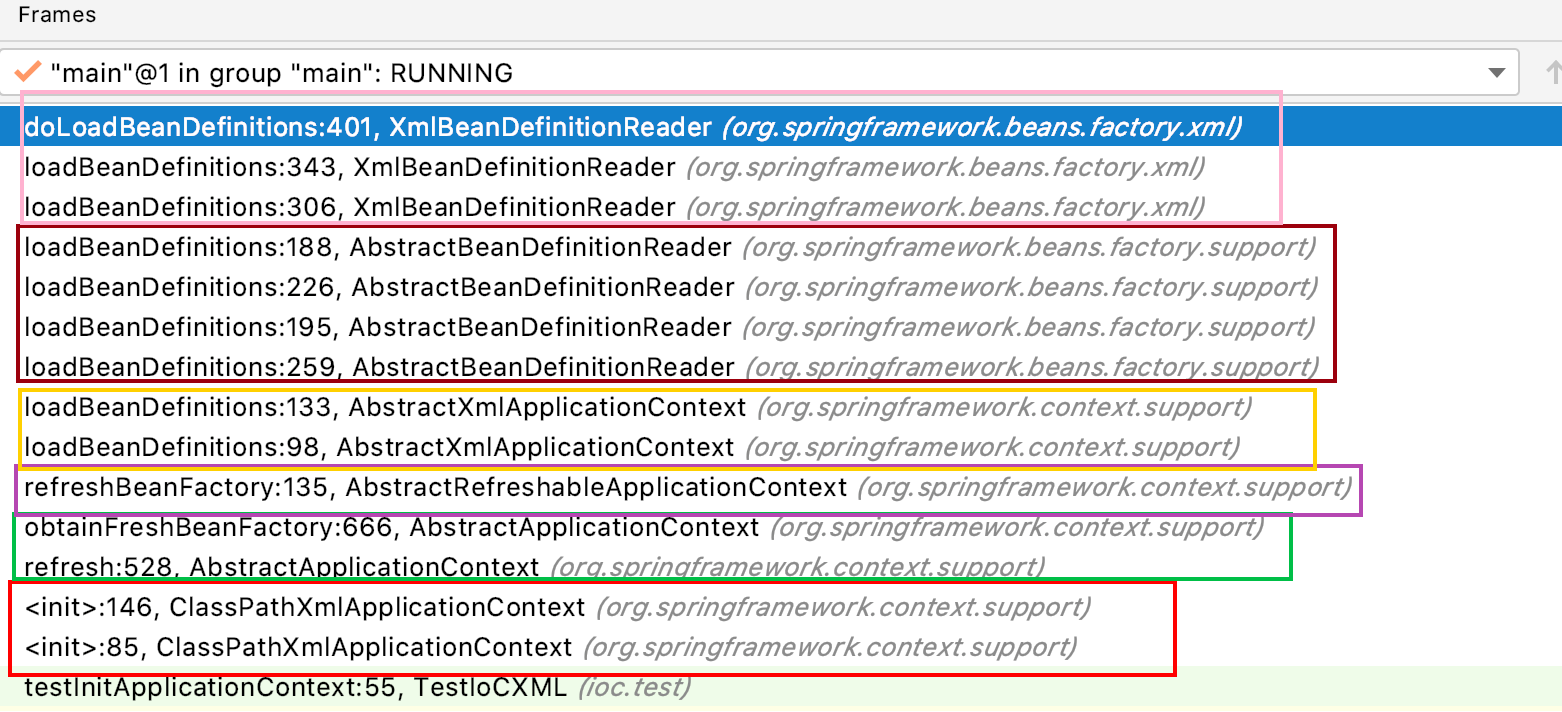 Frames
"main"@1 in group "main": RUNNING
doLoadBeanDefinitions:401, XmlBeanDefinitionReader (org.springframework.beans.factory.xml)
loadBeanDefinitions:343, XmlBeanDefinitionReader (org.springframework.beans.factory.xml)
loadBeanDefinitions:306, XmlBeanDefinitionReader (org.springframework.beans.factory.xml)
loadBeanDefinitions:188, AbstractBeanDefinitionReader (org.springframework.beans.factory.support)
loadBeanDefinitions:226, AbstractBeanDefinitionReader (org.springframework.beans.factory.support)
loadBeanDefinitions:195, AbstractBeanDefinitionReader (org.springframework.beans.factory.support)
loadBeanDefinitions:259, AbstractBeanDefinitionReader (org.springframework.beans.factory.support)
loadBeanDefinitions:133, AbstractXmlApplicationContext (org.springframework.context.support)
loadBeanDefinitions:98, AbstractXmlApplicationContext (org.springframework.context.support)
refreshBeanFactory:135, AbstractRefreshableApplicationContext (org.springframework.context.support)
obtainFreshBeanFactory:666, AbstractApplicationContext (org.springframework.context.support)
refresh:528, AbstractApplicationContext (org.springframework.context.support)
<init>:146, ClassPathXmlApplicationContext (org.springframework.context.support)
<init>:85, ClassPathXmlApplicationContext (org.springframework.context.support)
testInitApplicationContext:55, TestIoCXML (ioc.test)